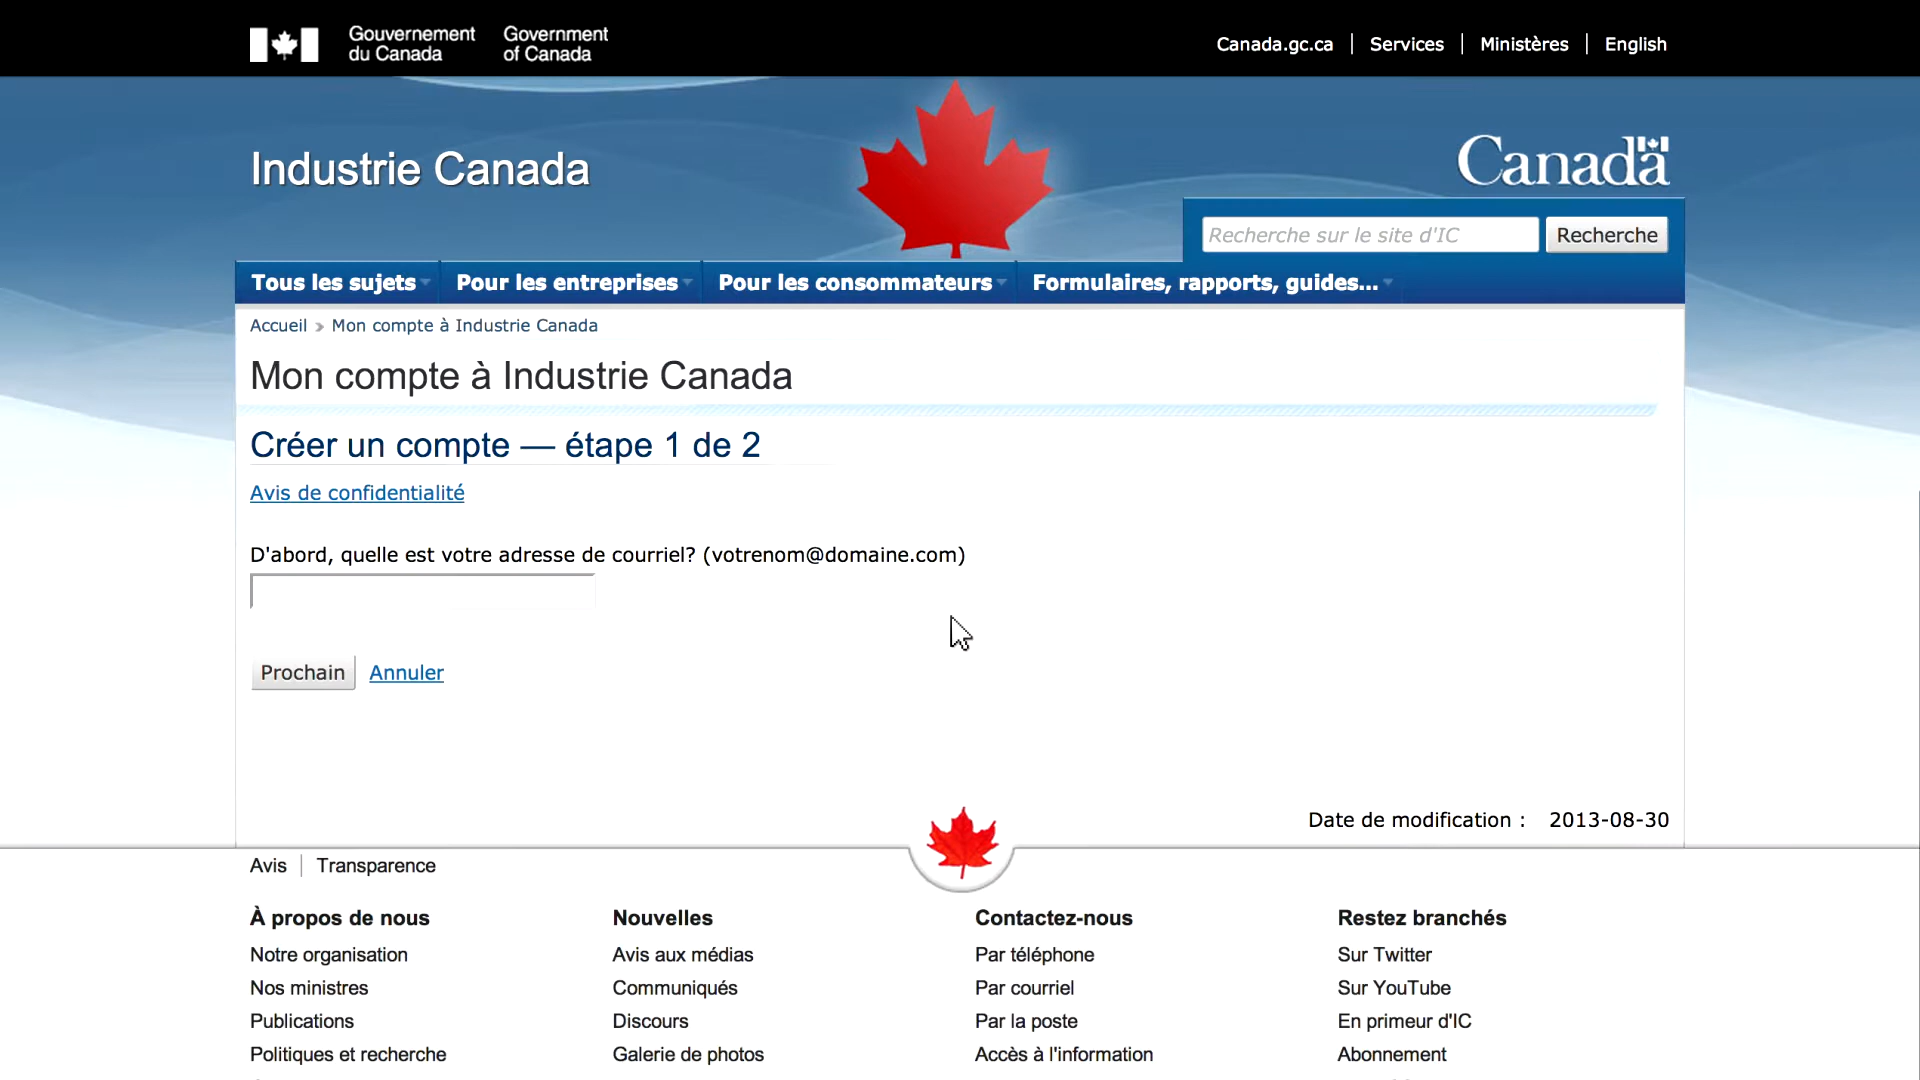 Gouvernement du Canada
Government of Canada
Canada.gc.ca
Services
Ministères
English
Industrie Canada
Canada
Recherche sur le site d'IC
Recherche
Tous les sujets
Pour les entreprises
Pour les consommateurs
Formulaires, rapports, guides...
Accueil » Mon compte à Industrie Canada
Mon compte à Industrie Canada
Créer un compte — étape 1 de 2
Avis de confidentialité
D'abord, quelle est votre adresse de courriel? (votrenom@domaine.com)
Prochain
Annuler
Date de modification : 2013-08-30
Avis
Transparence
À propos de nous
Notre organisation
Nos ministres
Publications
Politiques et recherche
Nouvelles
Avis aux médias
Communiqués
Discours
Galerie de photos
Contactez-nous
Par téléphone
Par courriel
Par la poste
Accès à l'information
Restez branchés
Sur Twitter
Sur YouTube
En primeur d'IC
Abonnement